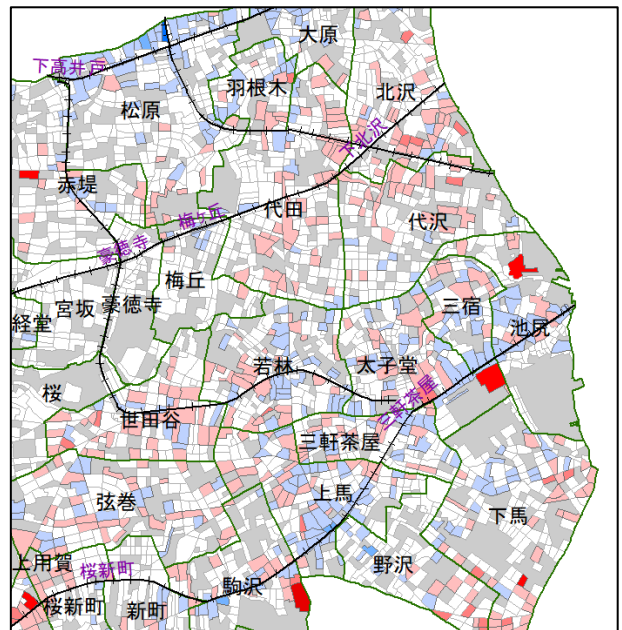 大原
下高井戸
羽根木
北沢
松原
下北沢
赤堤
代田
梅ヶ丘
代沢
豪徳寺
梅丘
宮坂
豪徳寺
三宿
経堂
池尻
若林
太子堂
桜
三軒茶屋
世田谷
三軒茶屋
上馬
弦巻
下馬
上用賀
桜新町
野沢
駒沢
桜新町
新町